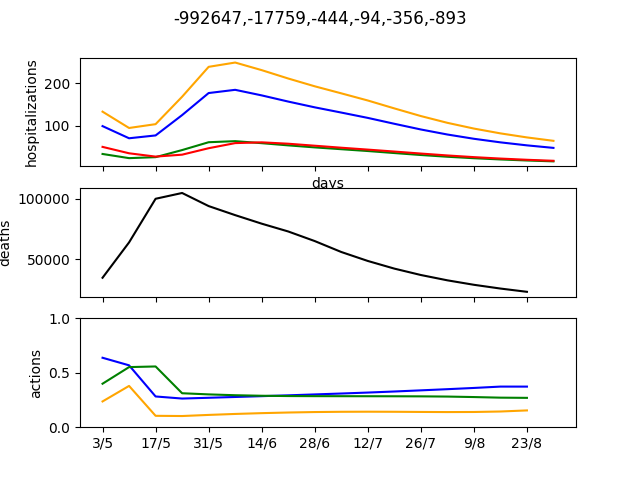 -992647,-17759,-444,-94,-356,-893
200
100
hospitalizations
days
100000
50000
deaths
1.0
0.5
0.0
actions
3/5 17/5 31/5 14/6 28/6 12/7 26/7 9/8 23/8